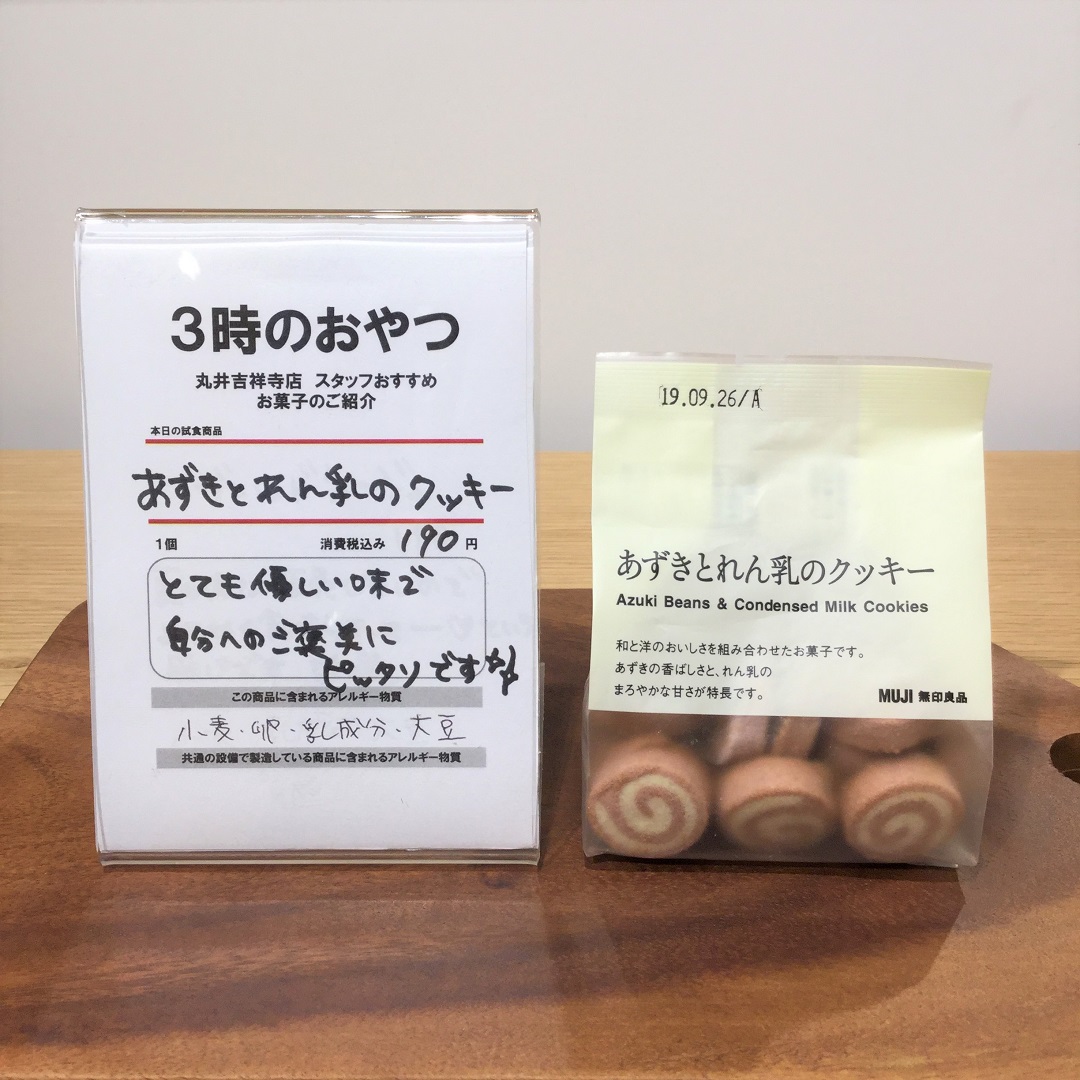 3時のおやつ
丸井吉祥寺店 スタッフおすすめ
お菓子のご紹介
本日の試食商品
あずきとれん乳のクッキー
1個 消費税込み 190 円
とても優しい味で
自分へのご褒美に
ピッタリです
この商品に含まれるアレルギー物質
小麦・卵・乳成分・大豆
共通の設備で製造している商品に含まれるアレルギー物質
19.09.26/A
あずきとれん乳のクッキー
Azuki Beans & Condensed Milk Cookies
和と洋のおいしさを組み合わせたお菓子です。
あずきの香ばしさと、れん乳の
まろやかな甘さが特長です。
MUJI 無印良品